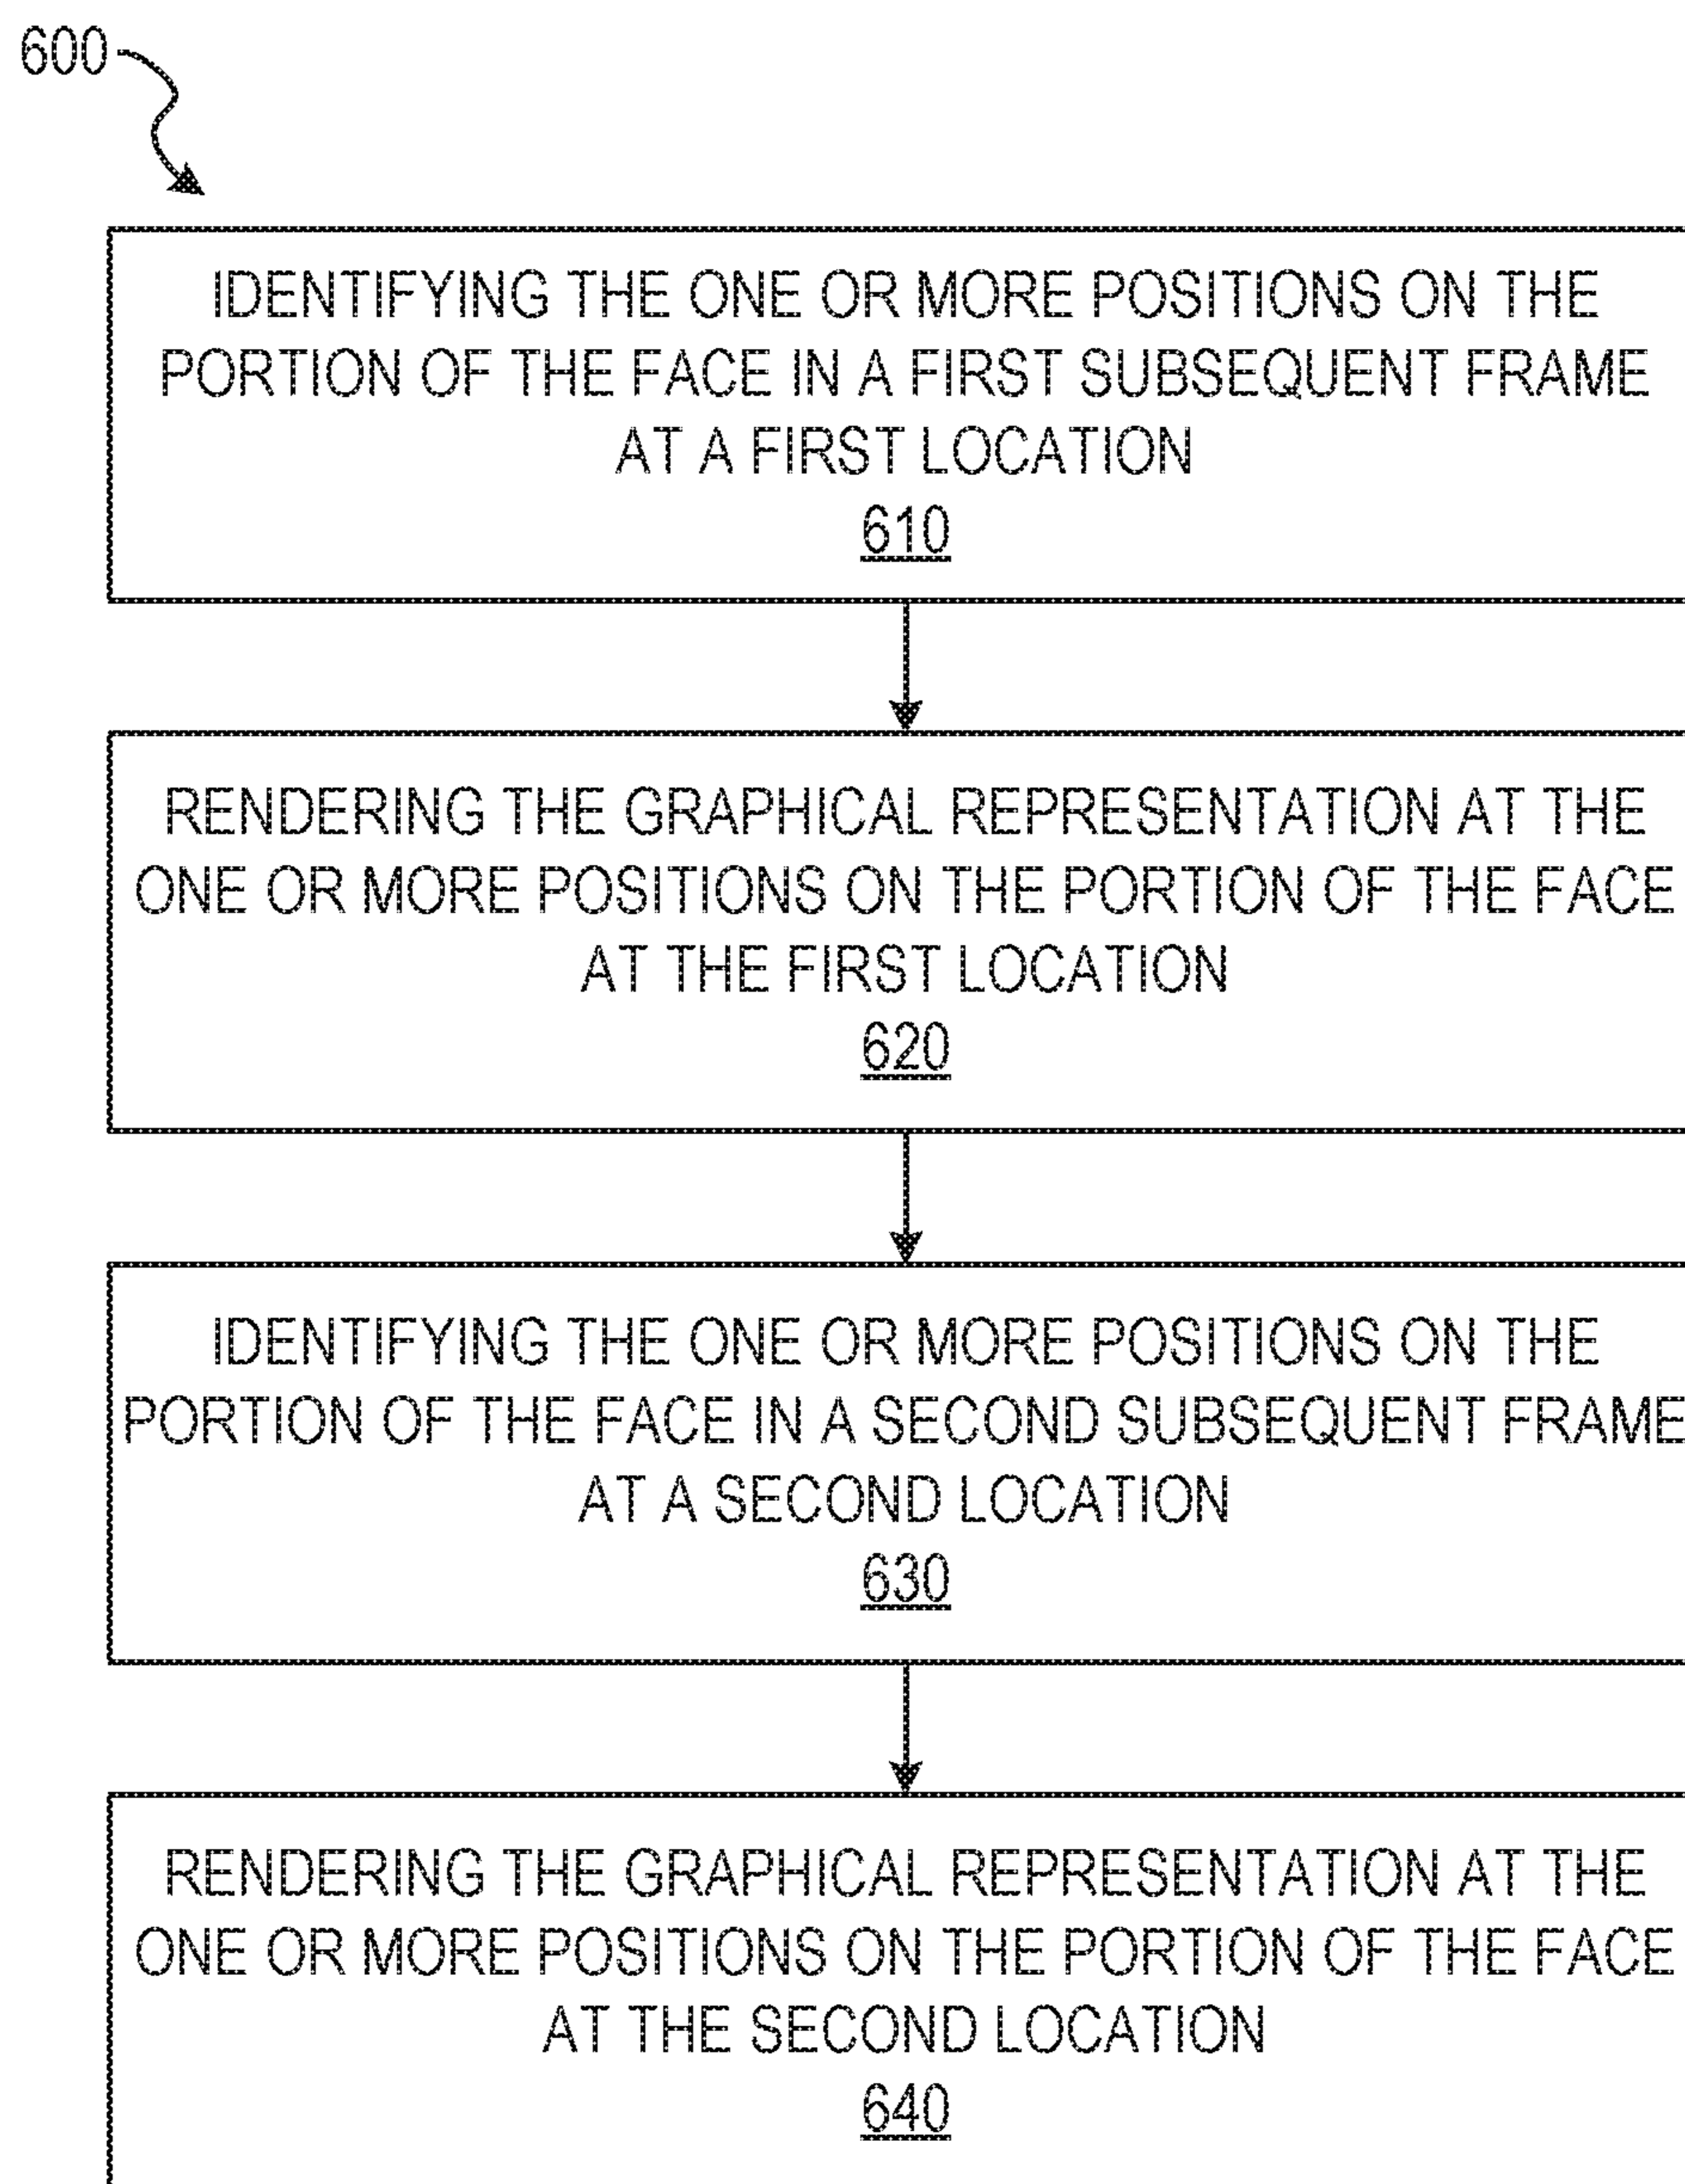 600
IDENTIFYING THE ONE OR MORE POSITIONS ON THE
PORTION OF THE FACE IN A FIRST SUBSEQUENT FRAME
AT A FIRST LOCATION
610
RENDERING THE GRAPHICAL REPRESENTATION AT THE
ONE OR MORE POSITIONS ON THE PORTION OF THE FACE
AT THE FIRST LOCATION
620
IDENTIFYING THE ONE OR MORE POSITIONS ON THE
PORTION OF THE FACE IN A SECOND SUBSEQUENT FRAME
AT A SECOND LOCATION
630
RENDERING THE GRAPHICAL REPRESENTATION AT THE
ONE OR MORE POSITIONS ON THE PORTION OF THE FACE
AT THE SECOND LOCATION
640